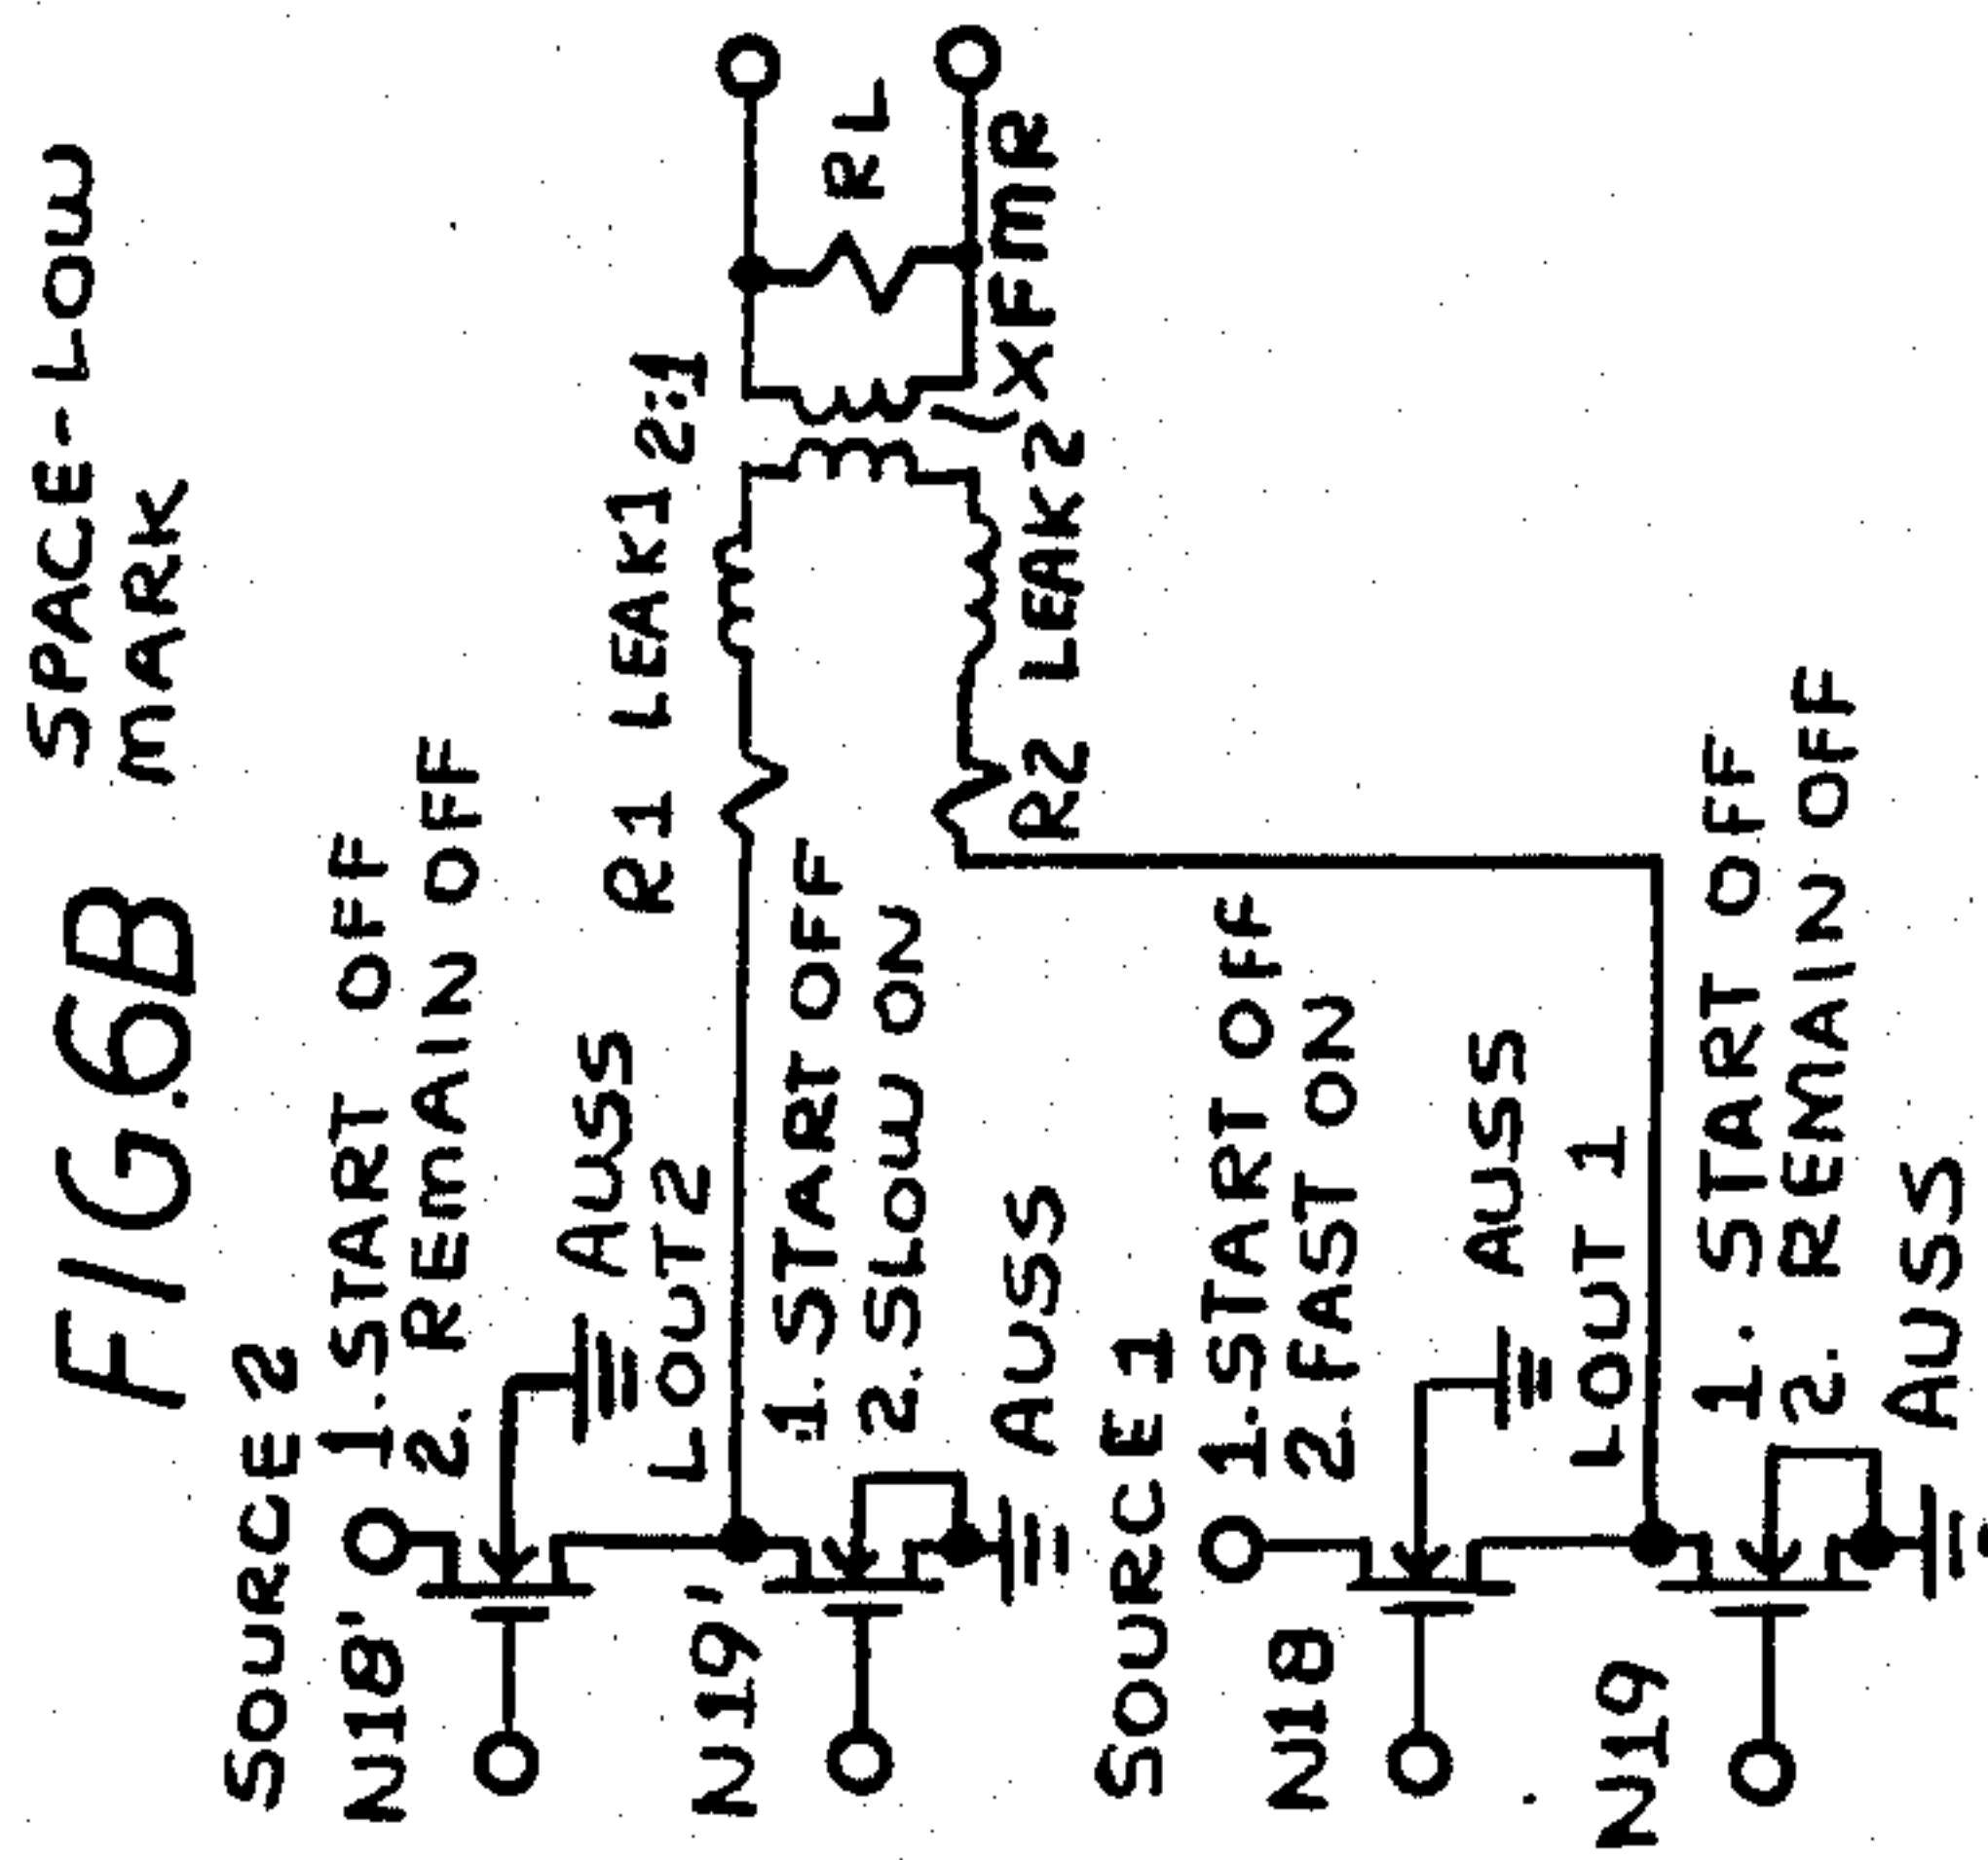 FIG.6B
SPACE-LOW
MARK
SOURCE 2
N18'
1. START OFF
2. REMAIN OFF
AUSS
LOUT2
R1 LEAK1 2:1
RL
N19'
1. START OFF
2. SLOW ON
AUSS
R2 LEAK2 XFMR
SOURCE 1
N18
1. START OFF
2. FAST ON
AUSS
LOUT 1
N19
1. START OFF
2. REMAIN OFF
AUSS